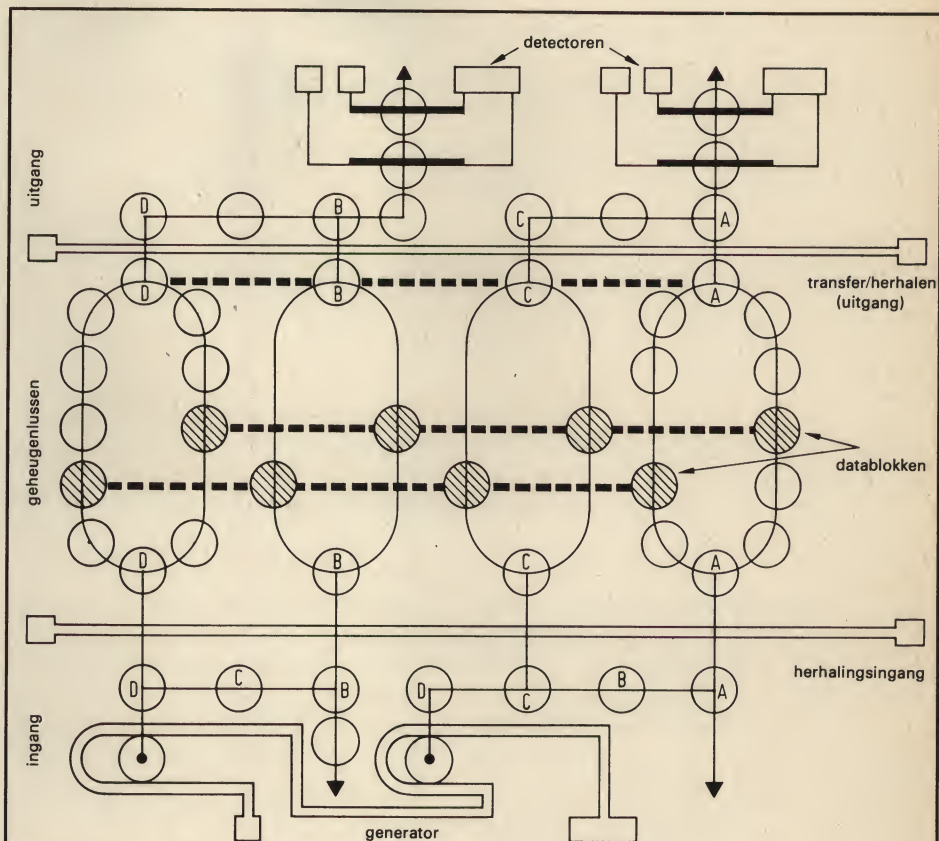 detectoren
uitgang
D
B
C
A
D
B
C
A
transfer/herhalen
(uitgang)
geheugenlussen
datablokken
D
B
C
A
herhalingsingang
D
C
B
D
C
B
A
ingang
generator